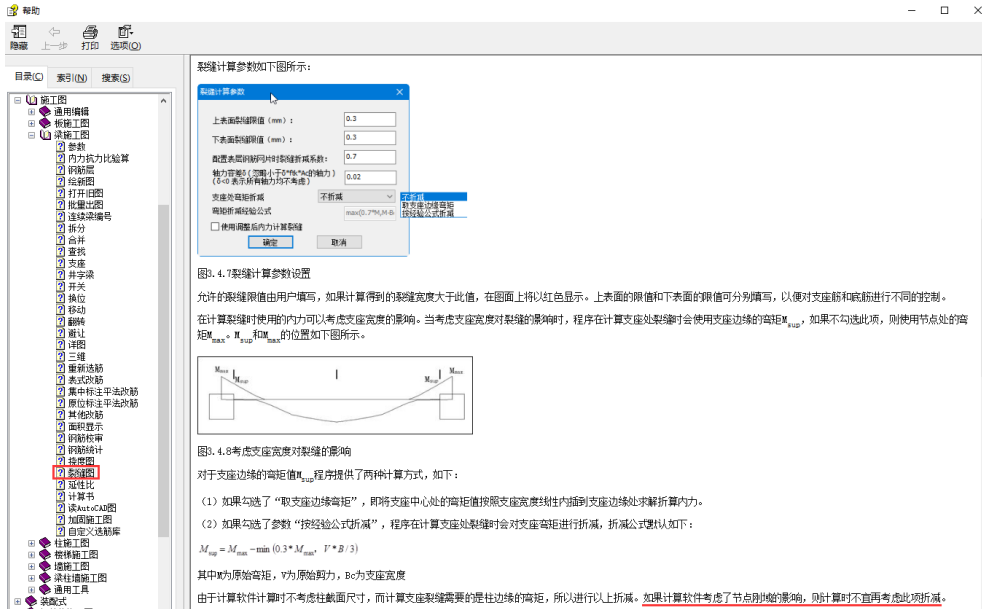 帮助
隐藏 上一步 打印 选项(O)
目录(C) 索引(N) 搜索(S)
施工图
通用编辑
板施工图
梁施工图
参数
内力抗力比验算
钢筋层
绘新图
打开旧图
批量出图
连续梁编号
拆分
合并
查找
支座
井字梁
开关
换位
移动
翻转
避让
详图
三维
重新选筋
表式改筋
集中标注平法改筋
原位标注平法改筋
其他改筋
面积显示
钢筋校审
钢筋统计
挠度图
裂缝图
延性比
计算书
读AutoCAD图
加固施工图
自定义选筋库
柱施工图
楼梯施工图
墙施工图
梁柱墙施工图
通用工具
装配式
裂缝计算参数如下图所示:
裂缝计算参数
上表面裂缝限值(mm): 0.3
下表面裂缝限值(mm): 0.3
配置表层钢筋网片时裂缝折减系数: 0.7
轴力容差δ(忽略小于δ*ftk*Ac的轴力) 0.02
(δ<0 表示所有轴力均不考虑)
支座处弯矩折减 不折减 不折减
取支座边缘弯矩
弯矩折减经验公式 max(0.7*M,M-B 按经验公式折减
使用调整后内力计算裂缝
确定 取消
图3.4.7裂缝计算参数设置
允许的裂缝限值由用户填写,如果计算得到的裂缝宽度大于此值,在图面上将以红色显示。上表面的限值和下表面的限值可分别填写,以便对支座筋和底筋进行不同的控制。
在计算裂缝时使用的内力可以考虑支座宽度的影响。当考虑支座宽度对裂缝的影响时,程序在计算支座处裂缝时会使用支座边缘的弯矩Msup,如果不勾选此项,则使用节点处的弯
矩Mmax。Msup和Mmax的位置如下图所示。
Mmax Msup Msup Mmax
图3.4.8考虑支座宽度对裂缝的影响
对于支座边缘的弯矩值Msup程序提供了两种计算方式,如下:
(1)如果勾选了“取支座边缘弯矩”,即将支座中心处的弯矩值按照支座宽度线性内插到支座边缘处求解折算内力。
(2)如果勾选了参数“按经验公式折减”,程序在计算支座处裂缝时会对支座弯矩进行折减,折减公式默认如下:
Msup = Mmax − min (0.3* Mmax, V * B / 3)
其中M为原始弯矩,V为原始剪力,Bc为支座宽度
由于计算软件计算时不考虑柱截面尺寸,而计算支座裂缝需要的是柱边缘的弯矩,所以进行以上折减。如果计算软件考虑了节点刚域的影响,则计算时不宜再考虑此项折减。